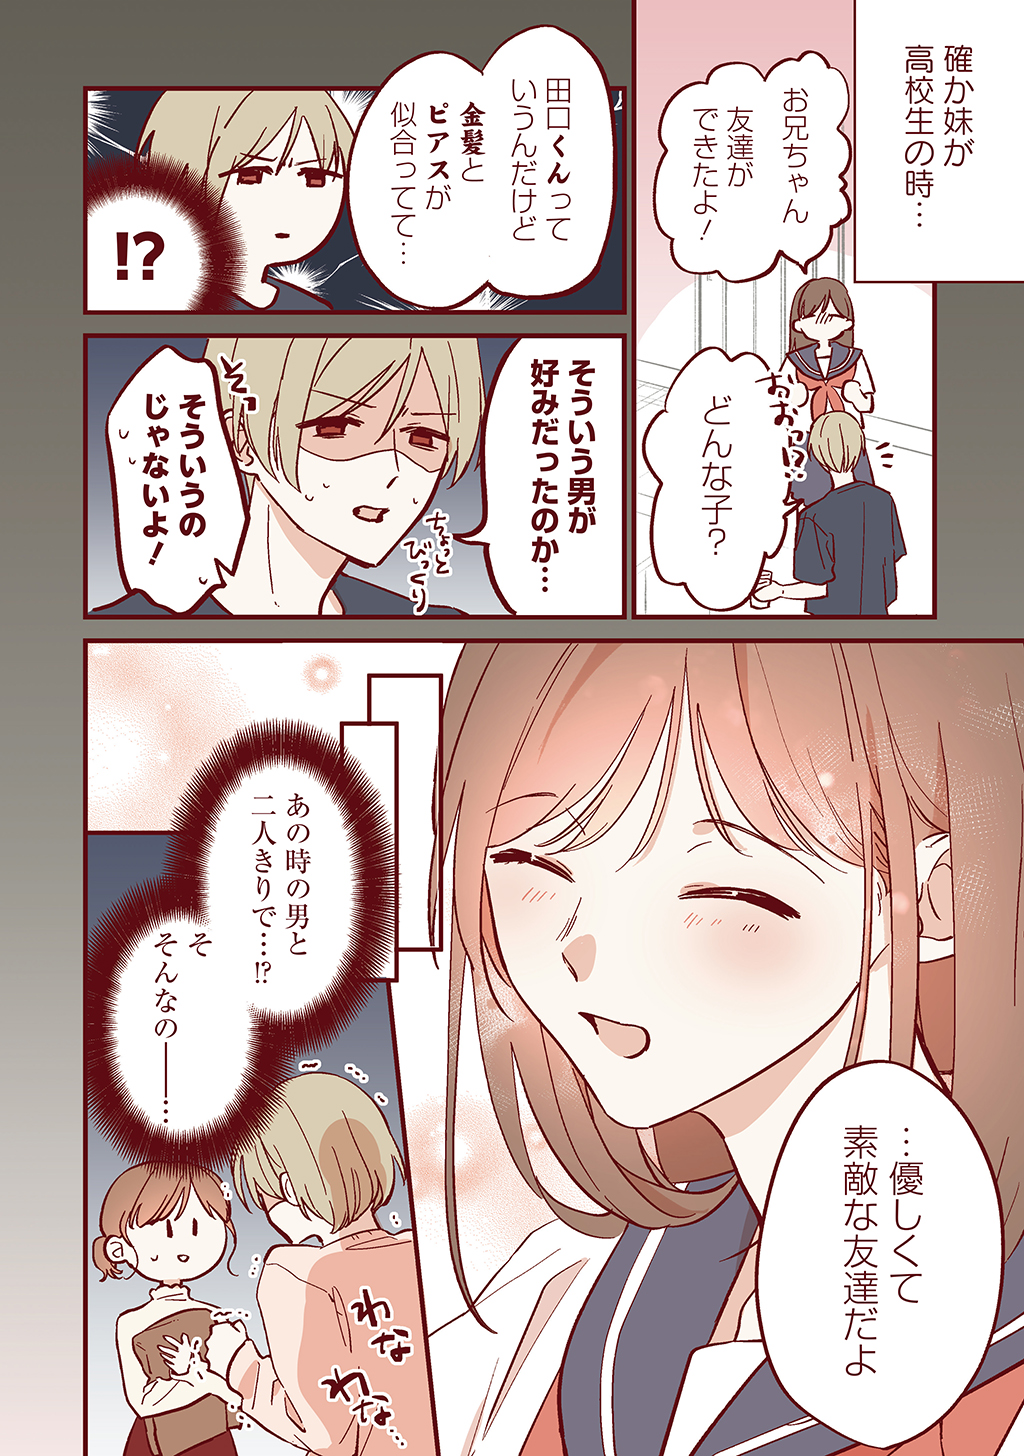 確か妹が
高校生の時…
お兄ちゃん
友達が
できたよ！
おおっ!?
どんな子？
田口くんって
いうんだけど
金髪と
ピアスが
似合ってて…
!?
そういう男が
好みだったのか…
ちょっと
びっくり
そっ
そういうの
じゃないよ！
…優しくて
素敵な友達だよ
あの時の男と
二人きりで…!?
そ
そんなの――…
わな
わな…